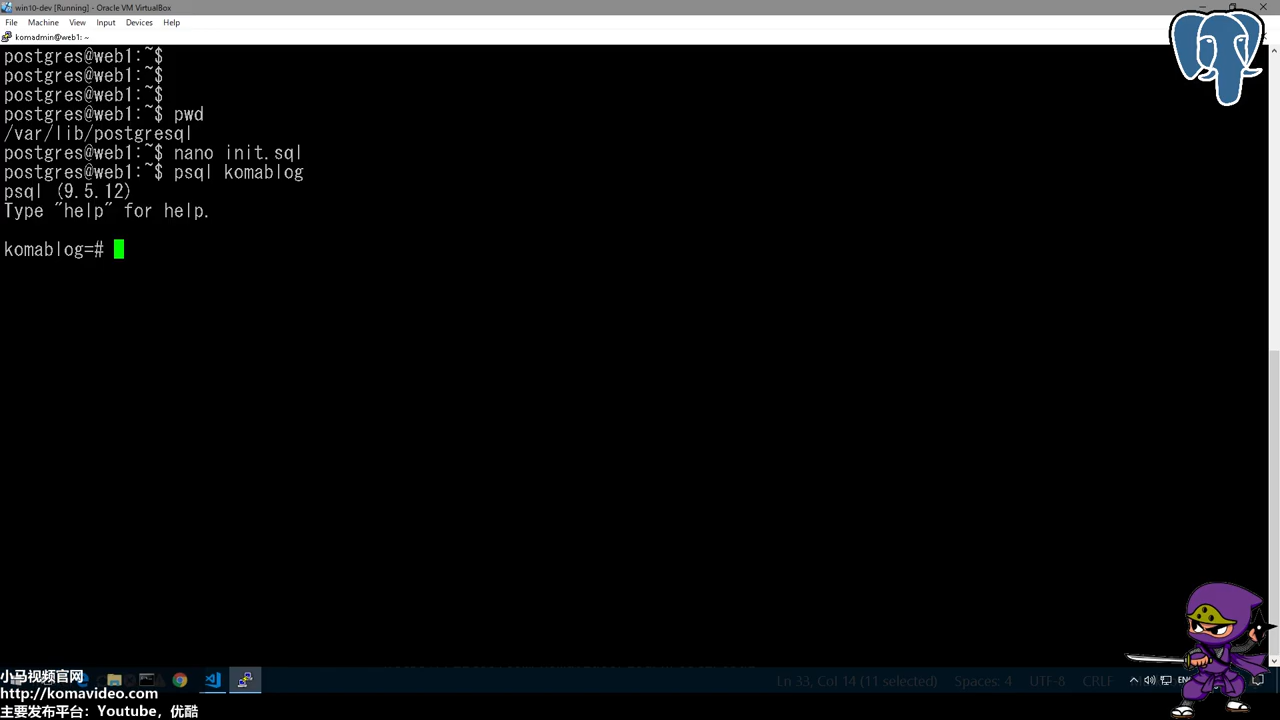 win10-dev [Running] - Oracle VM VirtualBox
File Machine View Input Devices Help
komadmin@web1: ~
postgres@web1:~$
postgres@web1:~$
postgres@web1:~$
postgres@web1:~$ pwd
/var/lib/postgresql
postgres@web1:~$ nano init.sql
postgres@web1:~$ psql komablog
psql (9.5.12)
Type "help" for help.
komablog=#
小马视频官网
http://komavideo.com
主要发布平台：Youtube，优酷
Ln 33, Col 14 (11 selected) Spaces: 4 UTF-8 CRLF